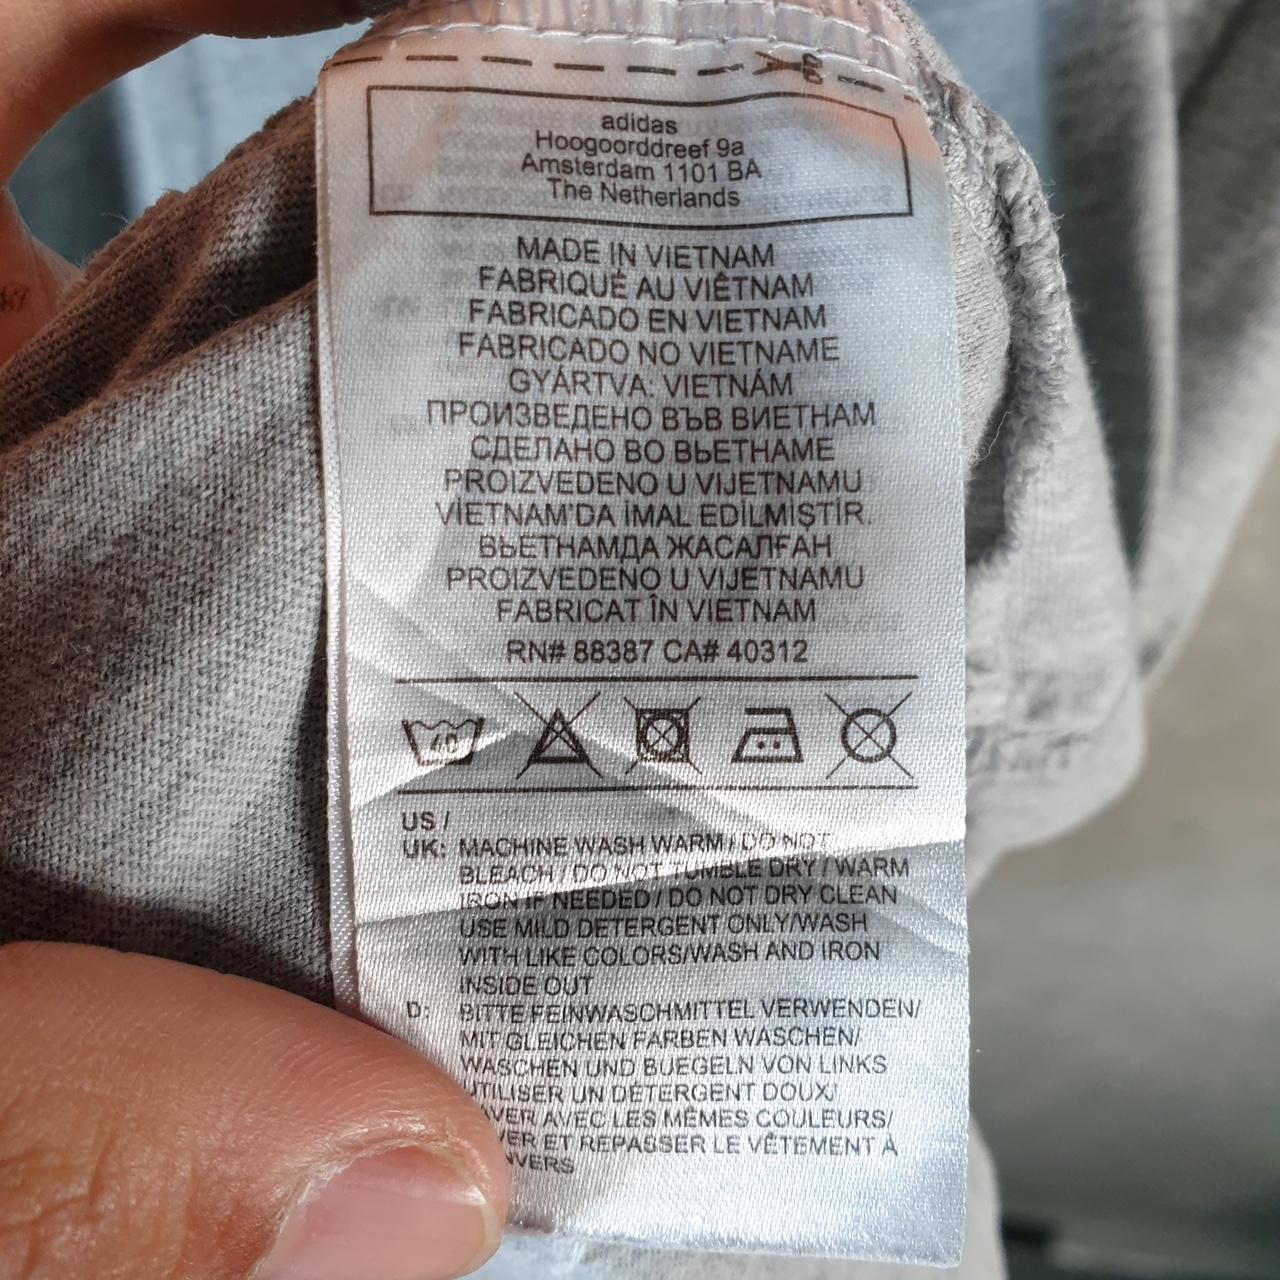 adidas
Hoogoorddreef 9a
Amsterdam 1101 BA
The Netherlands
MADE IN VIETNAM
FABRIQUÉ AU VIÊTNAM
FABRICADO EN VIETNAM
FABRICADO NO VIETNAME
GYÁRTVA: VIETNÁM
ПРОИЗВЕДЕНО ВЪВ ВИЕТНАМ
СДЕЛАНО ВО ВЬЕТНАМЕ
PROIZVEDENO U VIJETNAMU
VİETNAM'DA İMAL EDİLMİŞTİR.
ВЬЕТНАМДА ЖАСАЛҒАН
PROIZVEDENO U VIJETNAMU
FABRICAT ÎN VIETNAM
RN# 88387 CA# 40312
40
US /
UK: MACHINE WASH WARM / DO NOT
BLEACH / DO NOT TUMBLE DRY / WARM
IRON IF NEEDED / DO NOT DRY CLEAN
USE MILD DETERGENT ONLY/WASH
WITH LIKE COLORS/WASH AND IRON
INSIDE OUT
D: BITTE FEINWASCHMITTEL VERWENDEN/
MIT GLEICHEN FARBEN WASCHEN/
WASCHEN UND BUEGELN VON LINKS
UTILISER UN DÉTERGENT DOUX/
AVEC LES MÊMES COULEURS/
ET REPASSER LE VÊTEMENT À